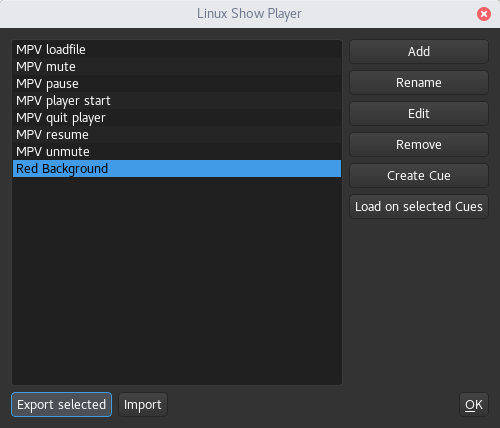 Linux Show Player
MPV loadfile
MPV mute
MPV pause
MPV player start
MPV quit player
MPV resume
MPV unmute
Red Background
Add
Rename
Edit
Remove
Create Cue
Load on selected Cues
Export selected
Import
OK